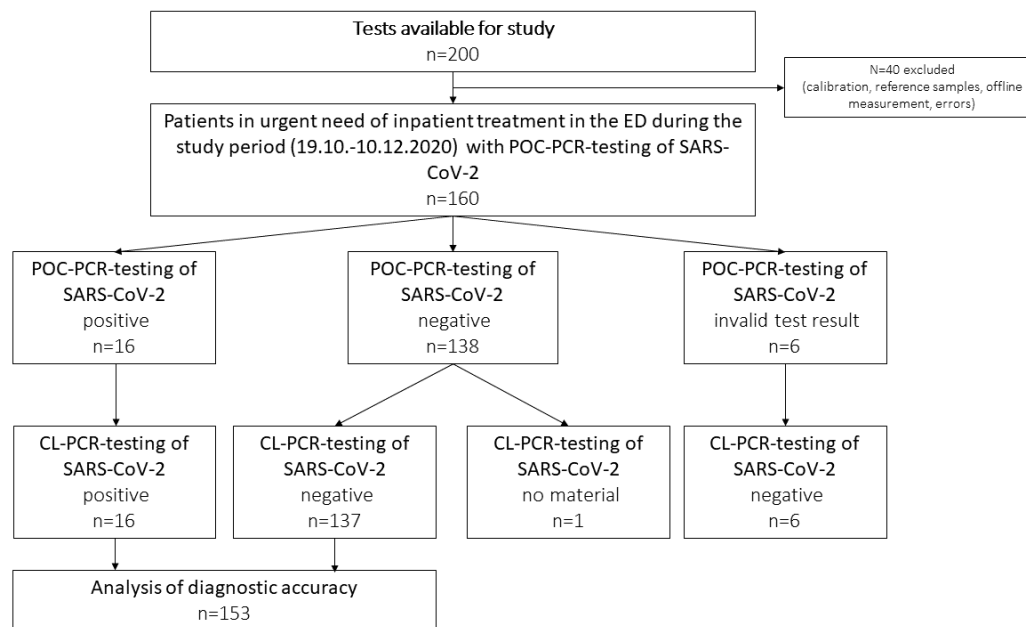 Tests available for study
n=200
N=40 excluded
(calibration, reference samples, offline
measurement, errors)
Patients in urgent need of inpatient treatment in the ED during the
study period (19.10.-10.12.2020) with POC-PCR-testing of SARS-
CoV-2
n=160
POC-PCR-testing of
SARS-CoV-2
positive
n=16
POC-PCR-testing of
SARS-CoV-2
negative
n=138
POC-PCR-testing of
SARS-CoV-2
invalid test result
n=6
CL-PCR-testing of
SARS-CoV-2
positive
n=16
CL-PCR-testing of
SARS-CoV-2
negative
n=137
CL-PCR-testing of
SARS-CoV-2
no material
n=1
CL-PCR-testing of
SARS-CoV-2
negative
n=6
Analysis of diagnostic accuracy
n=153